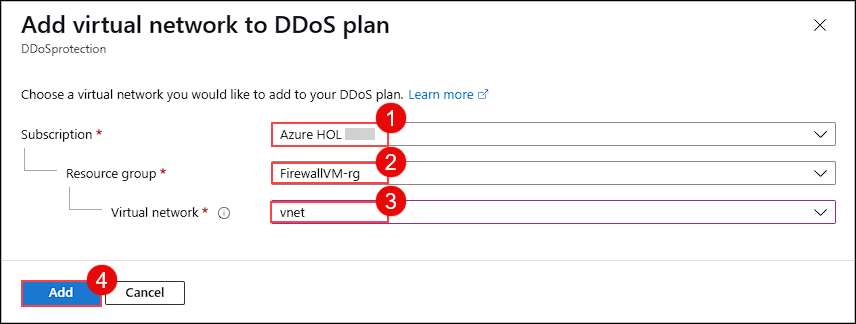 Add virtual network to DDoS plan
DDoSprotection
Choose a virtual network you would like to add to your DDoS plan. Learn more
1
Subscription * Azure HOL
2
Resource group * FirewallVM-rg
3
Virtual network * vnet
4
Add Cancel